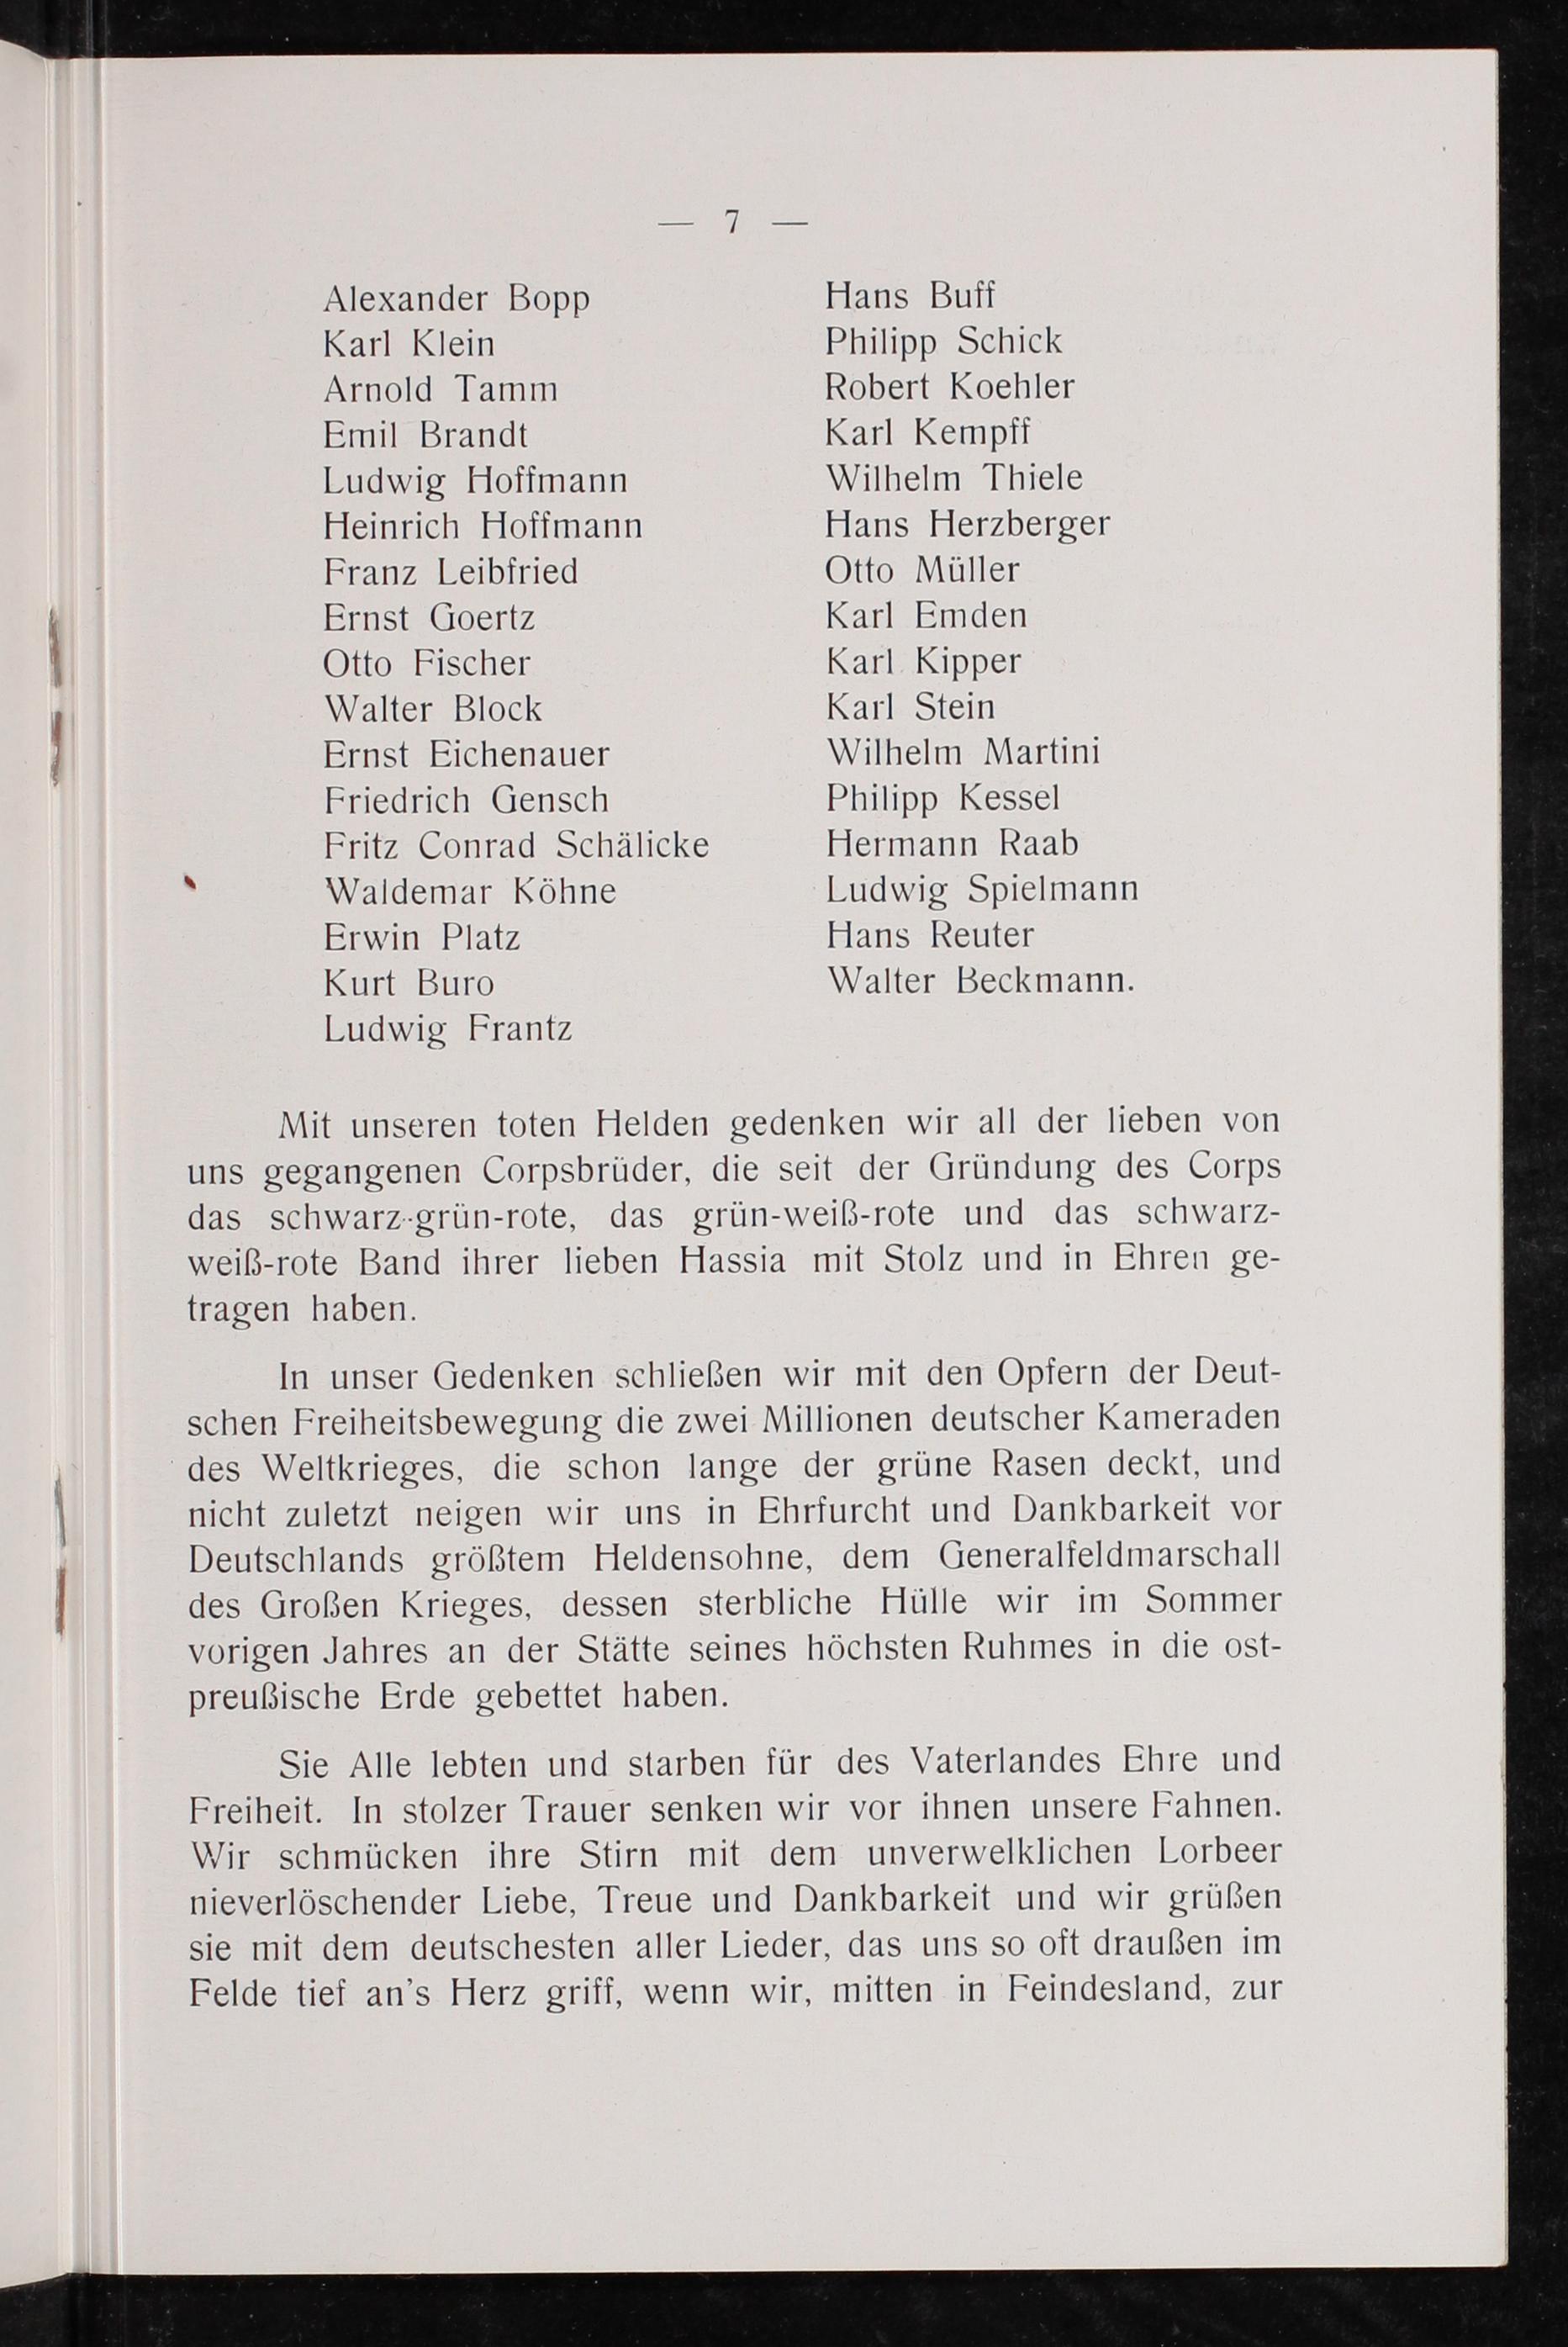 — 7 —
Alexander Bopp
Karl Klein
Arnold Tamm
Emil Brandt
Ludwig Hoffmann
Heinrich Hoffmann
Franz Leibfried
Ernst Goertz
Otto Fischer
Walter Block
Ernst Eichenauer
Friedrich Gensch
Fritz Conrad Schälicke
Waldemar Köhne
Erwin Platz
Kurt Buro
Ludwig Frantz
Hans Buff
Philipp Schick
Robert Koehler
Karl Kempff
Wilhelm Thiele
Hans Herzberger
Otto Müller
Karl Emden
Karl Kipper
Karl Stein
Wilhelm Martini
Philipp Kessel
Hermann Raab
Ludwig Spielmann
Hans Reuter
Walter Beckmann.
Mit unseren toten Helden gedenken wir all der lieben von
uns gegangenen Corpsbrüder, die seit der Gründung des Corps
das schwarz-grün-rote, das grün-weiß-rote und das schwarz-
weiß-rote Band ihrer lieben Hassia mit Stolz und in Ehren ge-
tragen haben.
In unser Gedenken schließen wir mit den Opfern der Deut-
schen Freiheitsbewegung die zwei Millionen deutscher Kameraden
des Weltkrieges, die schon lange der grüne Rasen deckt, und
nicht zuletzt neigen wir uns in Ehrfurcht und Dankbarkeit vor
Deutschlands größtem Heldensohne, dem Generalfeldmarschall
des Großen Krieges, dessen sterbliche Hülle wir im Sommer
vorigen Jahres an der Stätte seines höchsten Ruhmes in die ost-
preußische Erde gebettet haben.
Sie Alle lebten und starben für des Vaterlandes Ehre und
Freiheit. In stolzer Trauer senken wir vor ihnen unsere Fahnen.
Wir schmücken ihre Stirn mit dem unverwelklichen Lorbeer
nieverlöschender Liebe, Treue und Dankbarkeit und wir grüßen
sie mit dem deutschesten aller Lieder, das uns so oft draußen im
Felde tief an's Herz griff, wenn wir, mitten in Feindesland, zur